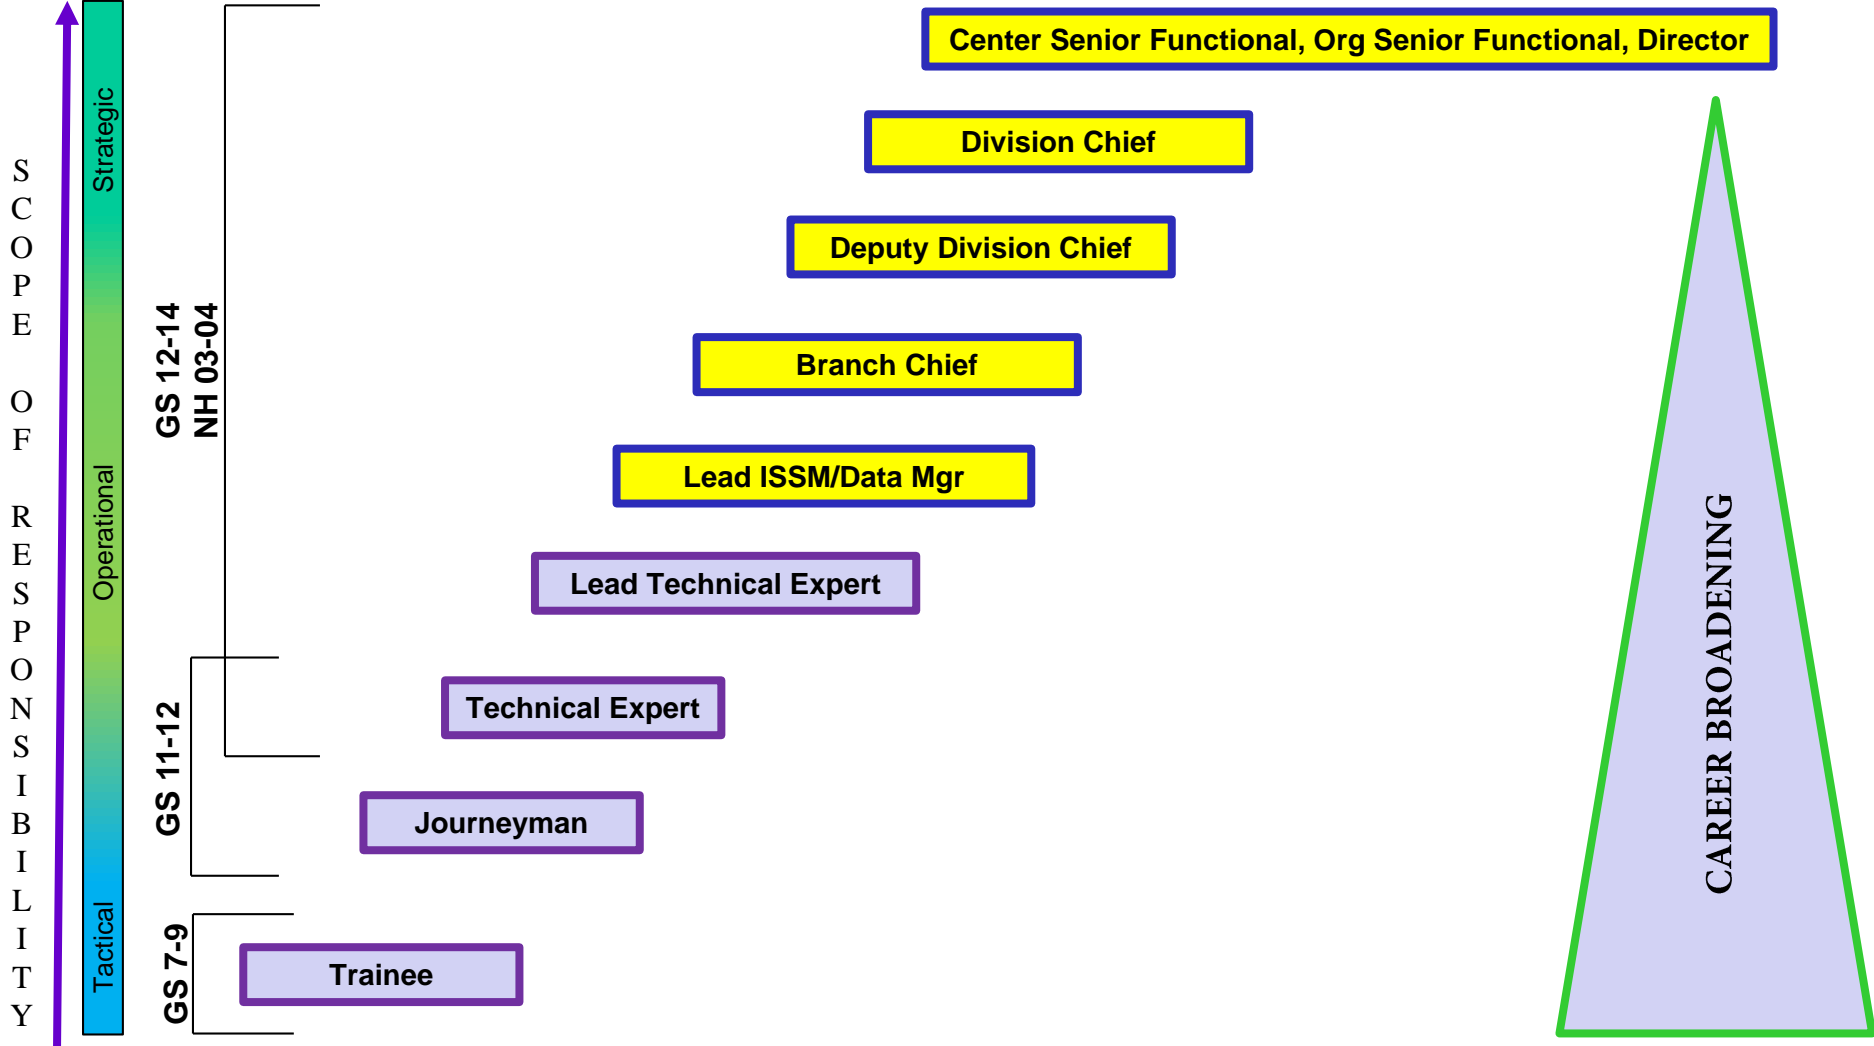 SCOPE OF RESPONSIBILITY
Strategic
Operational
Tactical
GS 12-14
NH 03-04
GS 11-12
GS 7-9
Center Senior Functional, Org Senior Functional, Director
Division Chief
Deputy Division Chief
Branch Chief
Lead ISSM/Data Mgr
Lead Technical Expert
Technical Expert
Journeyman
Trainee
CAREER BROADENING